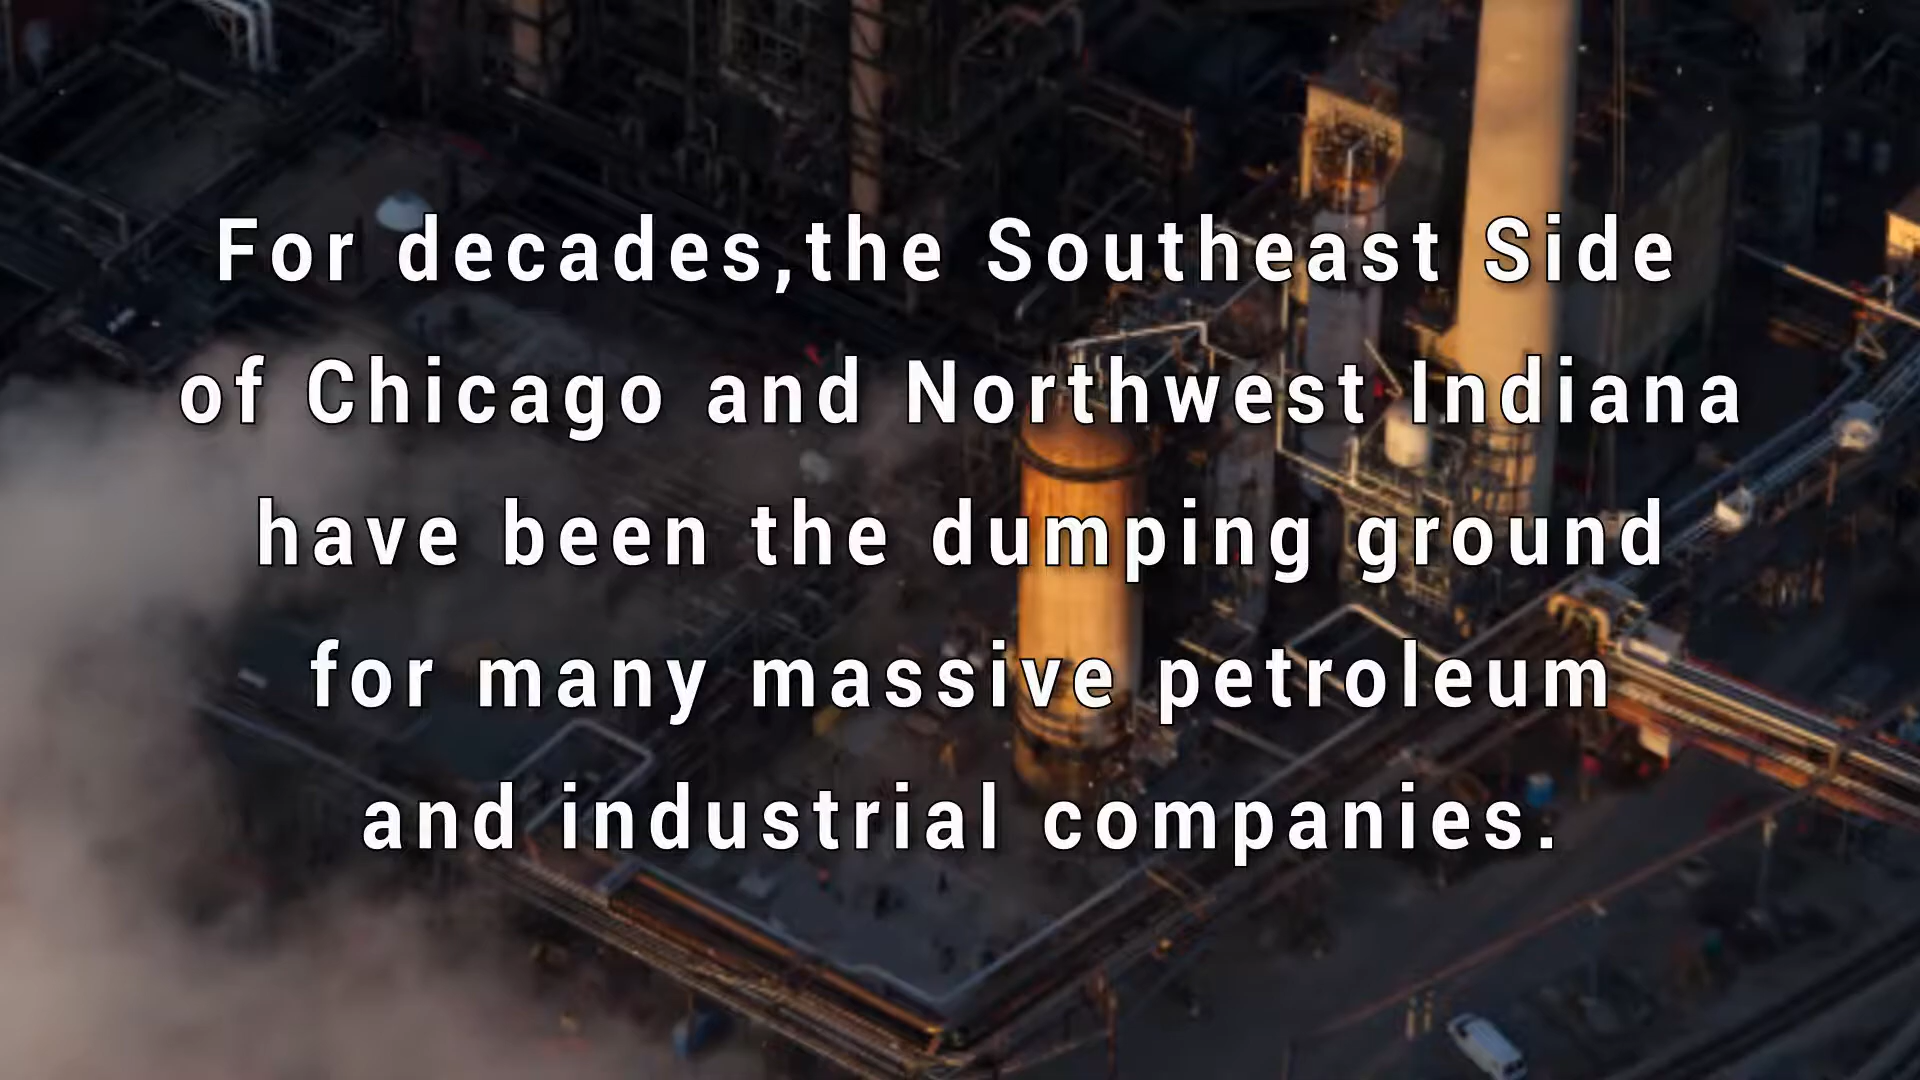 For decades,the Southeast Side
of Chicago and Northwest Indiana
have been the dumping ground
for many massive petroleum
and industrial companies.